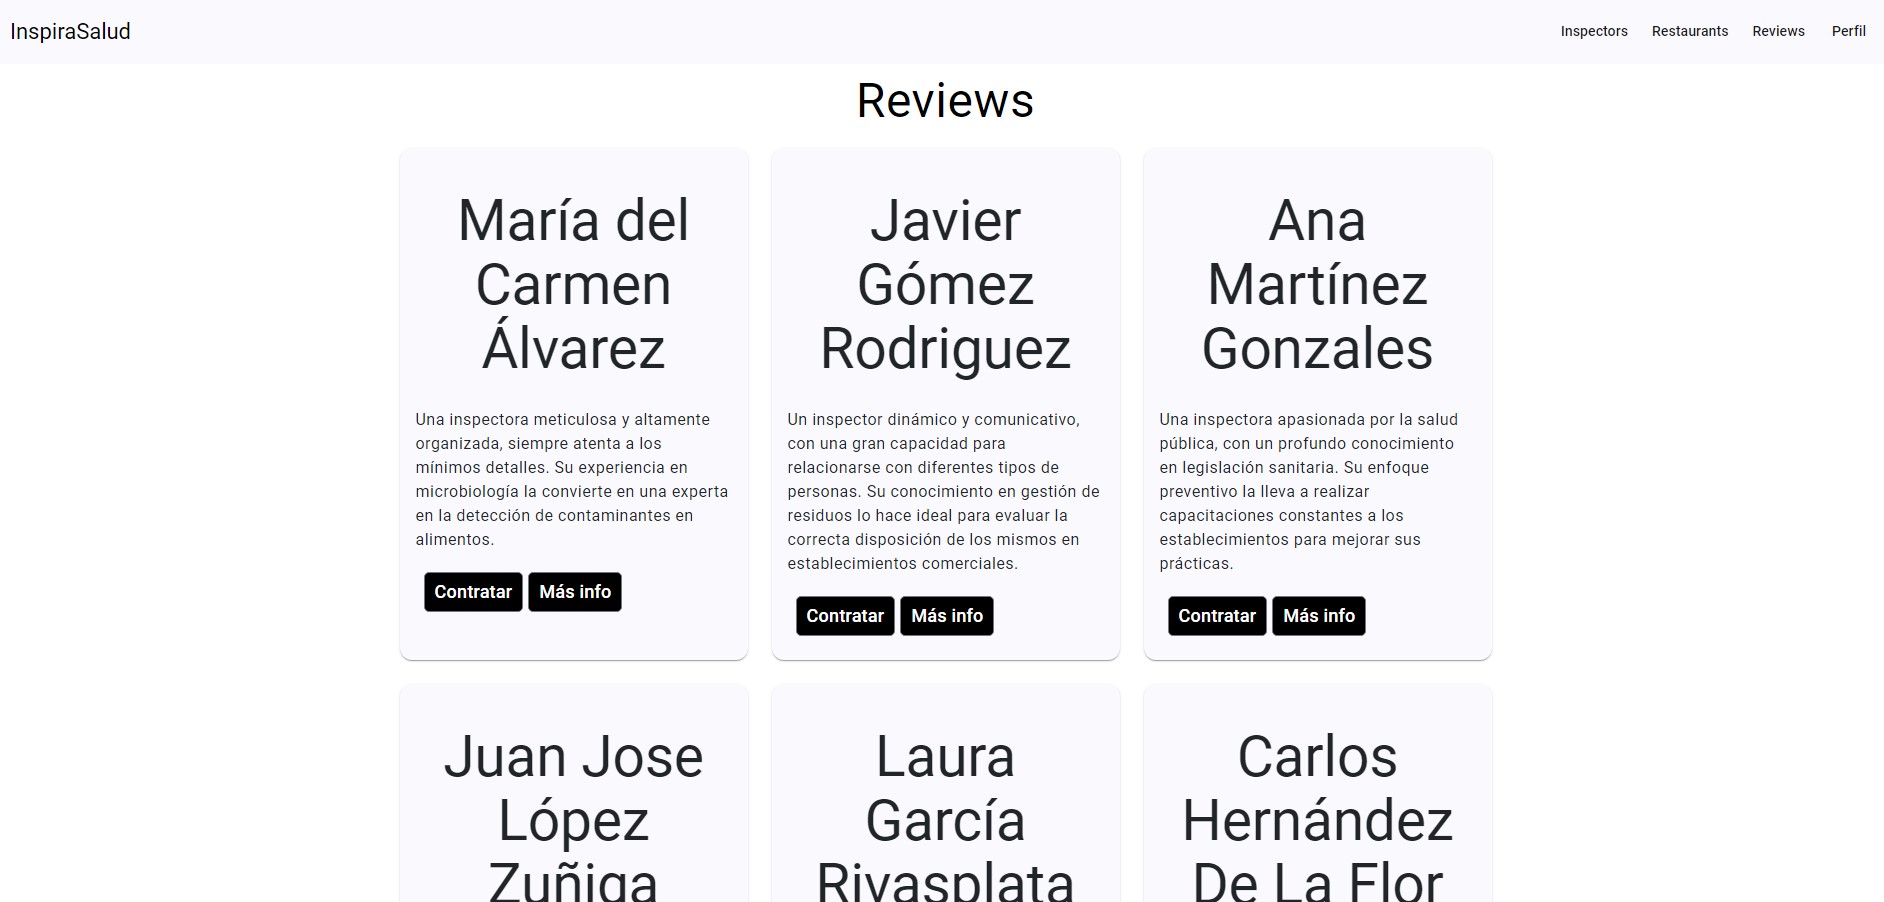 InspiraSalud
Inspectors Restaurants Reviews Perfil
Reviews
María del
Carmen
Álvarez
Una inspectora meticulosa y altamente
organizada, siempre atenta a los
mínimos detalles. Su experiencia en
microbiología la convierte en una experta
en la detección de contaminantes en
alimentos.
Contratar Más info
Javier
Gómez
Rodriguez
Un inspector dinámico y comunicativo,
con una gran capacidad para
relacionarse con diferentes tipos de
personas. Su conocimiento en gestión de
residuos lo hace ideal para evaluar la
correcta disposición de los mismos en
establecimientos comerciales.
Contratar Más info
Ana
Martínez
Gonzales
Una inspectora apasionada por la salud
pública, con un profundo conocimiento
en legislación sanitaria. Su enfoque
preventivo la lleva a realizar
capacitaciones constantes a los
establecimientos para mejorar sus
prácticas.
Contratar Más info
Juan Jose
López
Zuñiga
Laura
García
Rivasplata
Carlos
Hernández
De La Flor